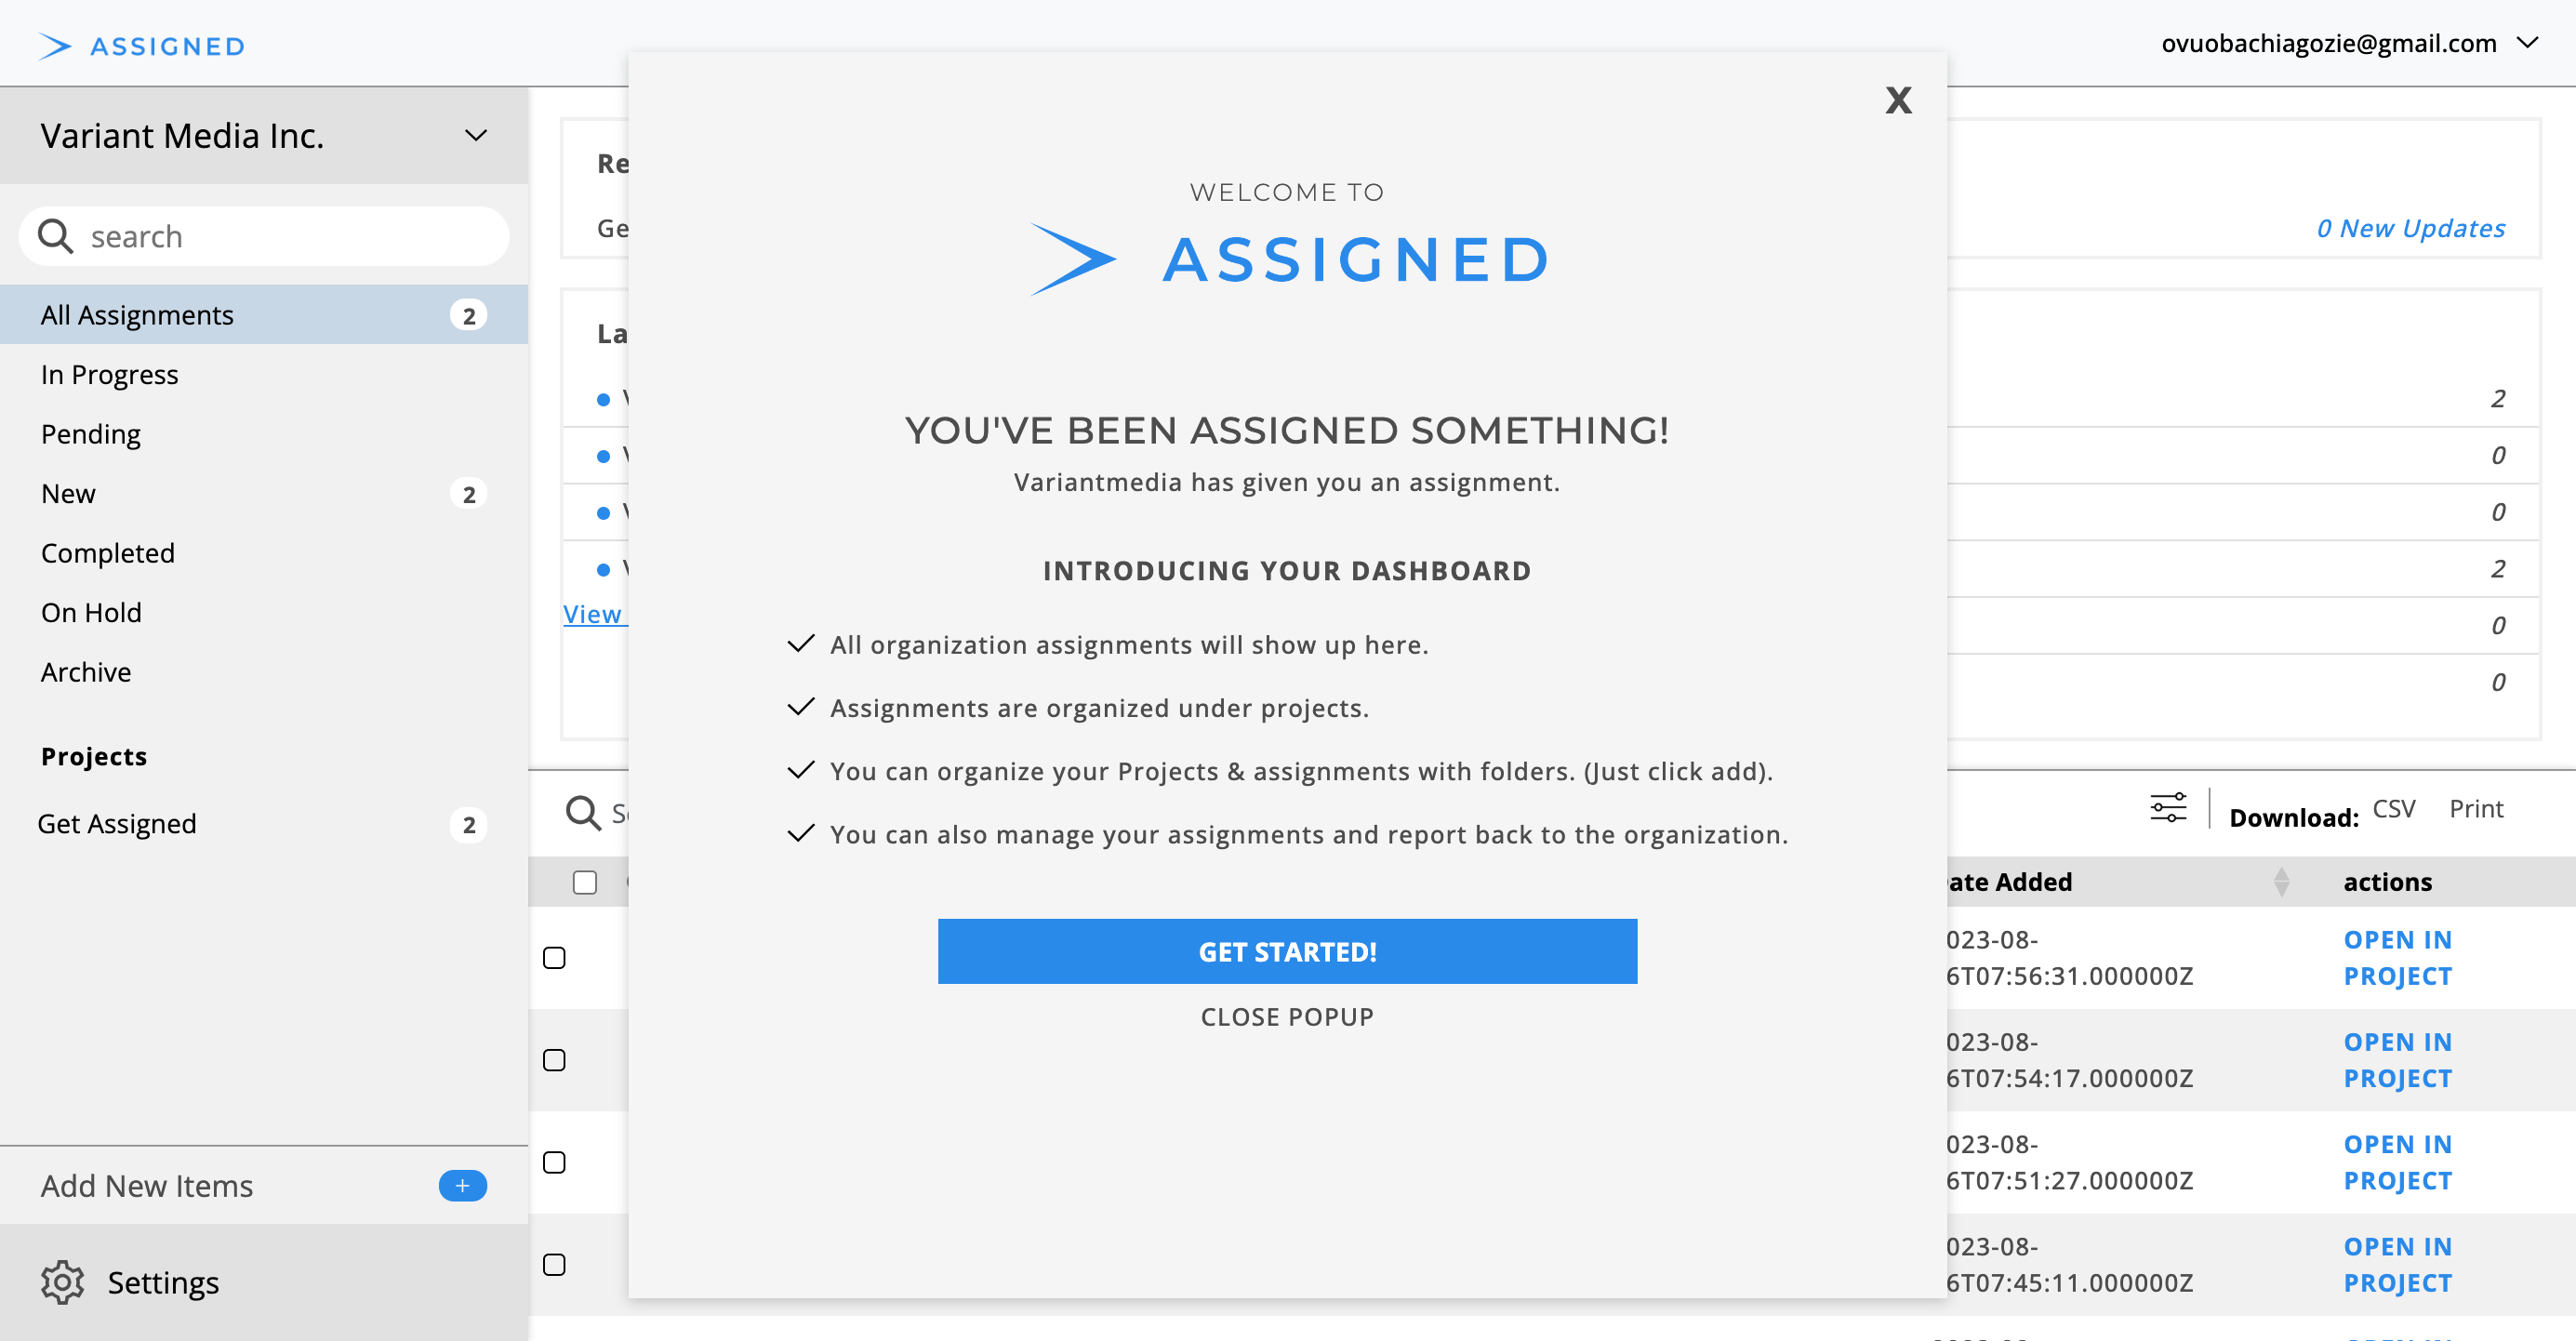 ASSIGNED
ovuobachiagozie@gmail.com
Variant Media Inc.
search
All Assignments 2
In Progress
Pending
New 2
Completed
On Hold
Archive
Projects
Get Assigned 2
Add New Items +
Settings
0 New Updates
2
0
0
2
0
0
View
X
WELCOME TO
ASSIGNED
YOU'VE BEEN ASSIGNED SOMETHING!
Variantmedia has given you an assignment.
INTRODUCING YOUR DASHBOARD
All organization assignments will show up here.
Assignments are organized under projects.
You can organize your Projects & assignments with folders. (Just click add).
You can also manage your assignments and report back to the organization.
GET STARTED!
CLOSE POPUP
Download: CSV Print
ate Added actions
023-08-
6T07:56:31.000000Z
OPEN IN
PROJECT
023-08-
6T07:54:17.000000Z
OPEN IN
PROJECT
023-08-
6T07:51:27.000000Z
OPEN IN
PROJECT
023-08-
6T07:45:11.000000Z
OPEN IN
PROJECT